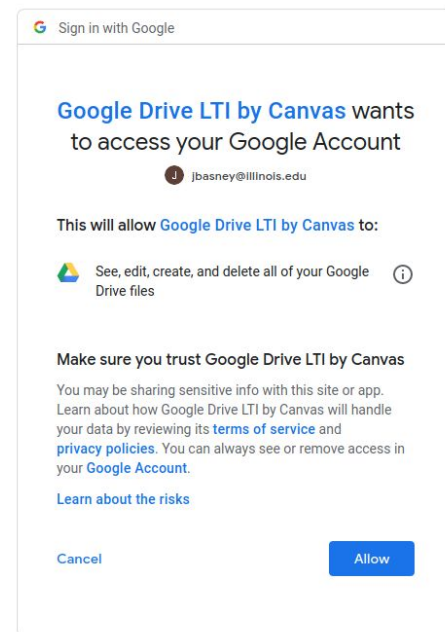 Sign in with Google
Google Drive LTI by Canvas wants
to access your Google Account
J jbasney@illinois.edu
This will allow Google Drive LTI by Canvas to:
See, edit, create, and delete all of your Google
Drive files
Make sure you trust Google Drive LTI by Canvas
You may be sharing sensitive info with this site or app.
Learn about how Google Drive LTI by Canvas will handle
your data by reviewing its terms of service and
privacy policies. You can always see or remove access in
your Google Account.
Learn about the risks
Cancel Allow